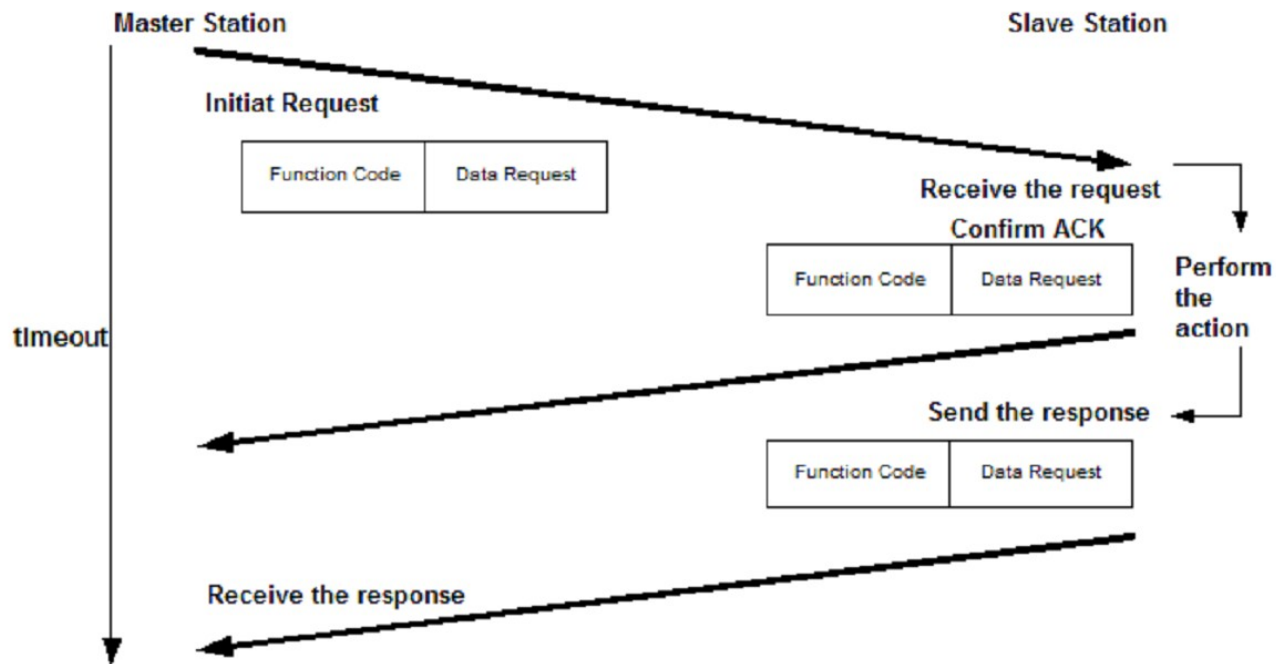 Master Station
Slave Station
Initiat Request
Function Code
Data Request
Receive the request
Confirm ACK
Function Code
Data Request
Perform
the
action
timeout
Send the response
Function Code
Data Request
Receive the response